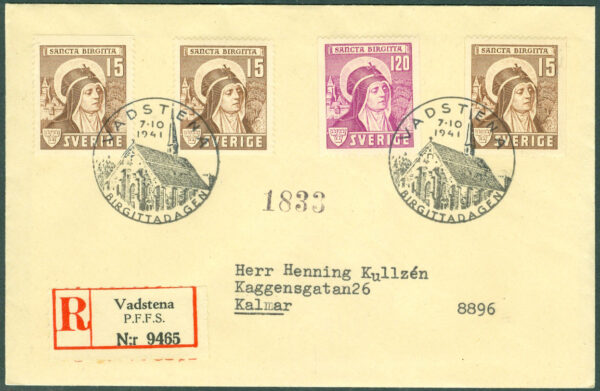 SANCTA BIRGITTA
15
SVERIGE
SANCTA BIRGITTA
15
SVERIGE
SANCTA BIRGITTA
120
SVERIGE
SANCTA BIRGITTA
15
SVERIGE
VADSTENA
7·10
1941
BIRGITTADAGEN
VADSTENA
7·10
1941
BIRGITTADAGEN
1833
Herr Henning Kullzén
Kaggensgatan26
Kalmar
8896
R
Vadstena
P.F.F.S.
N:r 9465